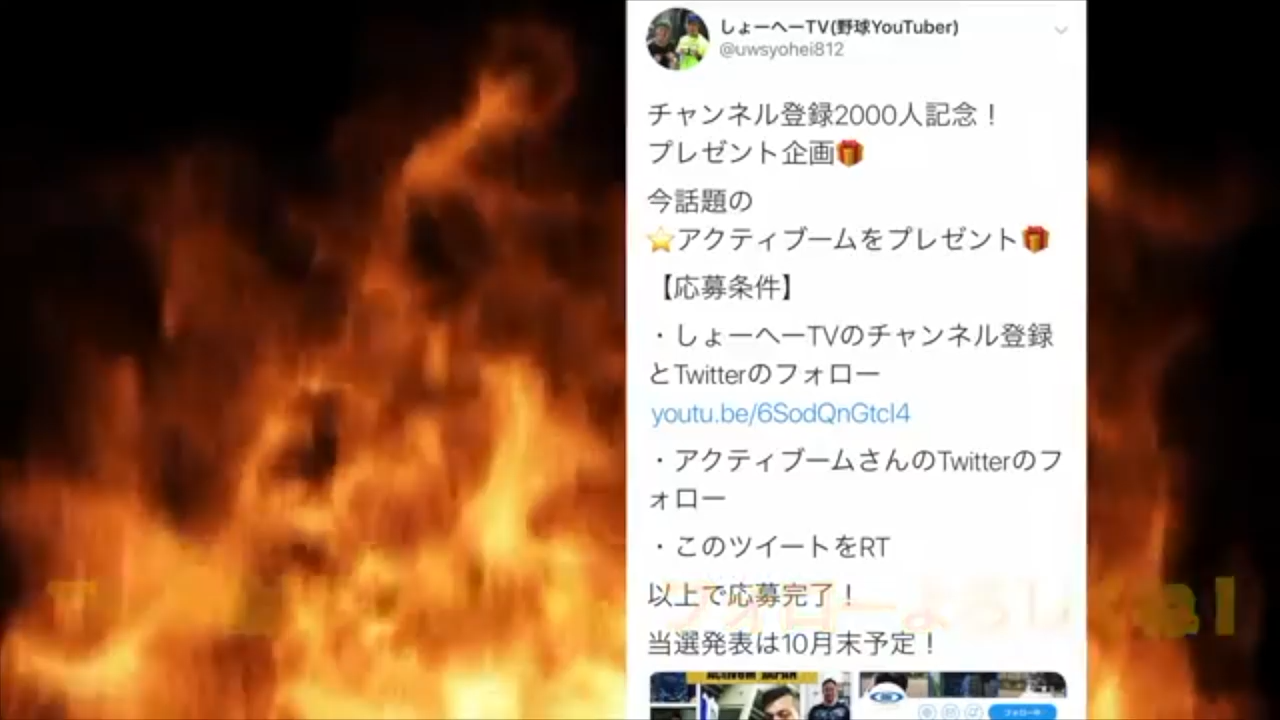 しょーへーTV(野球YouTuber)
@uwsyohei812
チャンネル登録2000人記念！
プレゼント企画🎁
今話題の
⭐アクティブームをプレゼント🎁
【応募条件】
・しょーへーTVのチャンネル登録
とTwitterのフォロー
youtu.be/6SodQnGtcI4
・アクティブームさんのTwitterのフ
ォロー
・このツイートをRT
以上で応募完了！
当選発表は10月末予定！
フォロー中